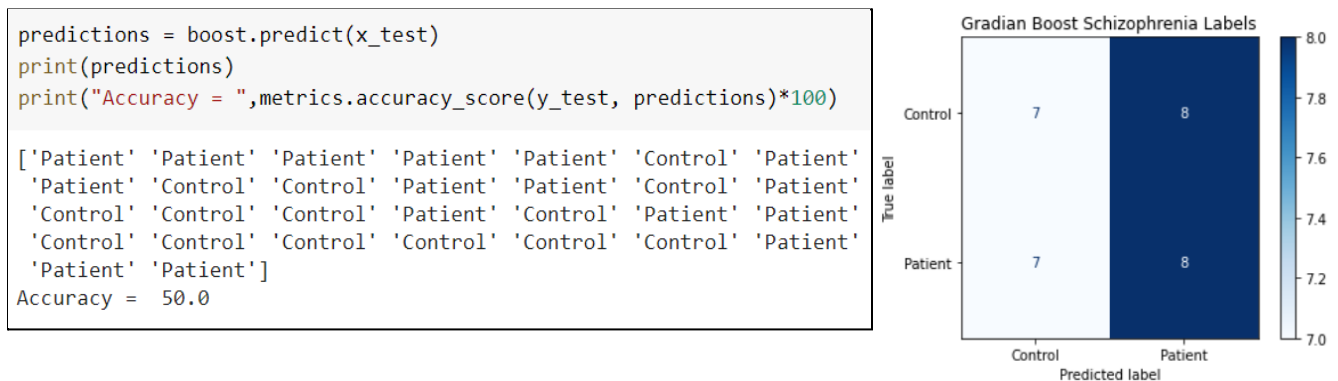 predictions = boost.predict(x_test)
print(predictions)
print("Accuracy = ",metrics.accuracy_score(y_test, predictions)*100)
['Patient' 'Patient' 'Patient' 'Patient' 'Patient' 'Control' 'Patient'
'Patient' 'Control' 'Control' 'Patient' 'Patient' 'Control' 'Patient'
'Control' 'Control' 'Control' 'Patient' 'Control' 'Patient' 'Patient'
'Control' 'Control' 'Control' 'Control' 'Control' 'Control' 'Patient'
'Patient' 'Patient']
Accuracy =  50.0
Gradian Boost Schizophrenia Labels
True label
Control
7
8
Patient
7
8
Control
Patient
Predicted label
8.0
7.8
7.6
7.4
7.2
7.0